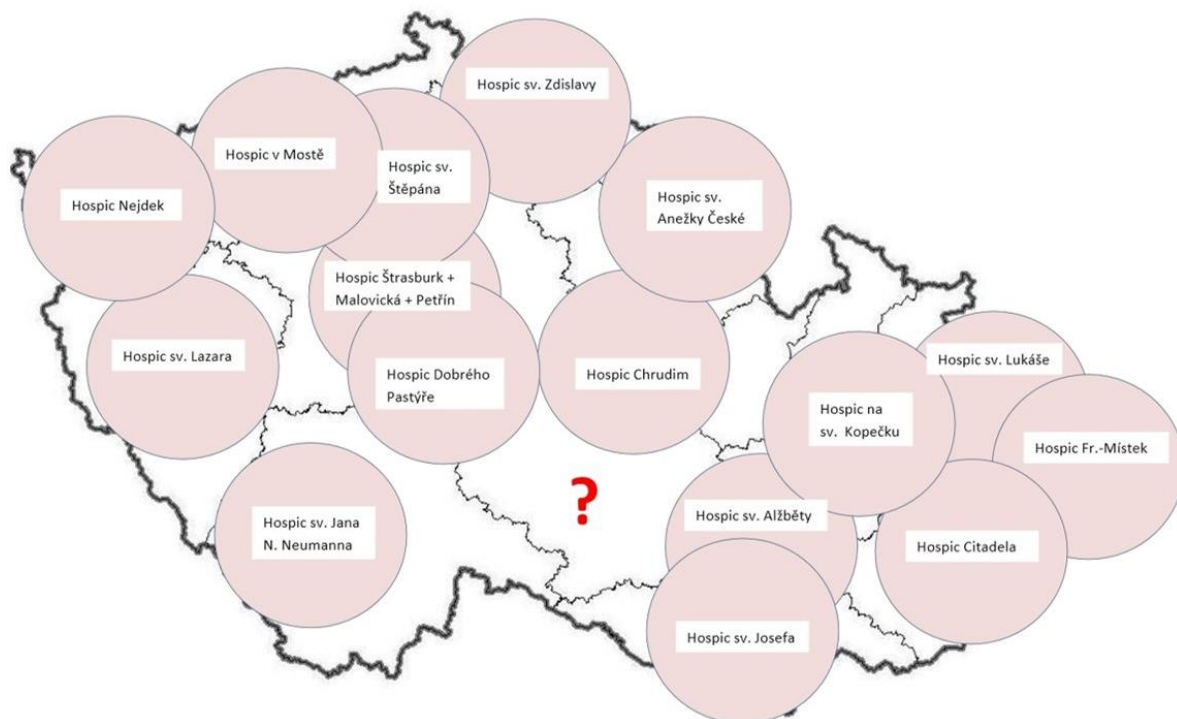 Hospic sv. Zdislavy
Hospic v Mostě
Hospic sv.
Štěpána
Hospic Nejdek
Hospic sv.
Anežky České
Hospic Štrasburk +
Malovická + Petřín
Hospic sv. Lazara
Hospic Dobrého
Pastýře
Hospic Chrudim
Hospic sv. Lukáše
Hospic na
sv. Kopečku
Hospic Fr.-Místek
?
Hospic sv. Alžběty
Hospic sv. Jana
N. Neumanna
Hospic Citadela
Hospic sv. Josefa